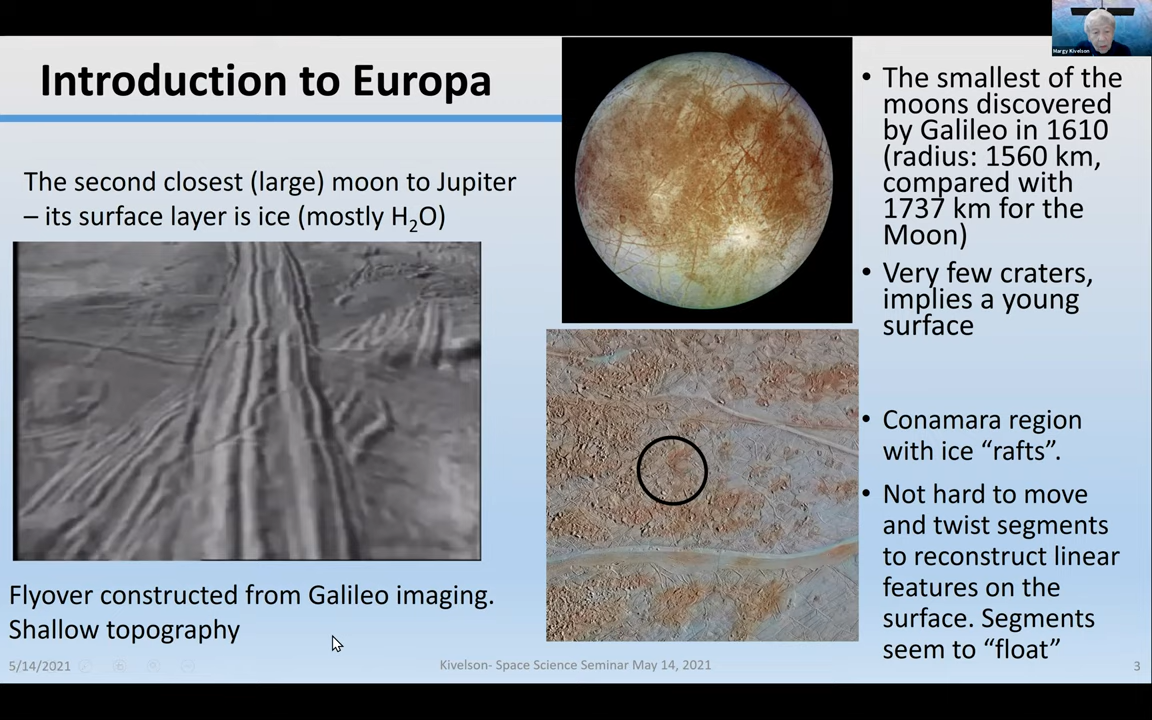 Margy Kivelson
Introduction to Europa
The second closest (large) moon to Jupiter
– its surface layer is ice (mostly H₂O)
Flyover constructed from Galileo imaging.
Shallow topography
• The smallest of the
moons discovered
by Galileo in 1610
(radius: 1560 km,
compared with
1737 km for the
Moon)
• Very few craters,
implies a young
surface
• Conamara region
with ice “rafts”.
• Not hard to move
and twist segments
to reconstruct linear
features on the
surface. Segments
seem to “float”
5/14/2021
Kivelson- Space Science Seminar May 14, 2021
3